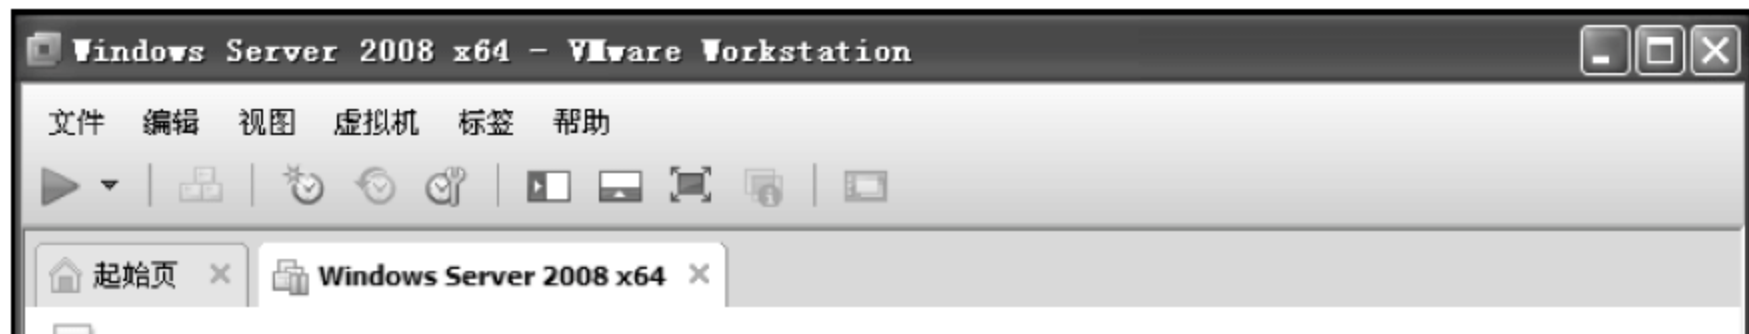 Windows Server 2008 x64 - VMware Workstation
文件 编辑 视图 虚拟机 标签 帮助
起始页 Windows Server 2008 x64